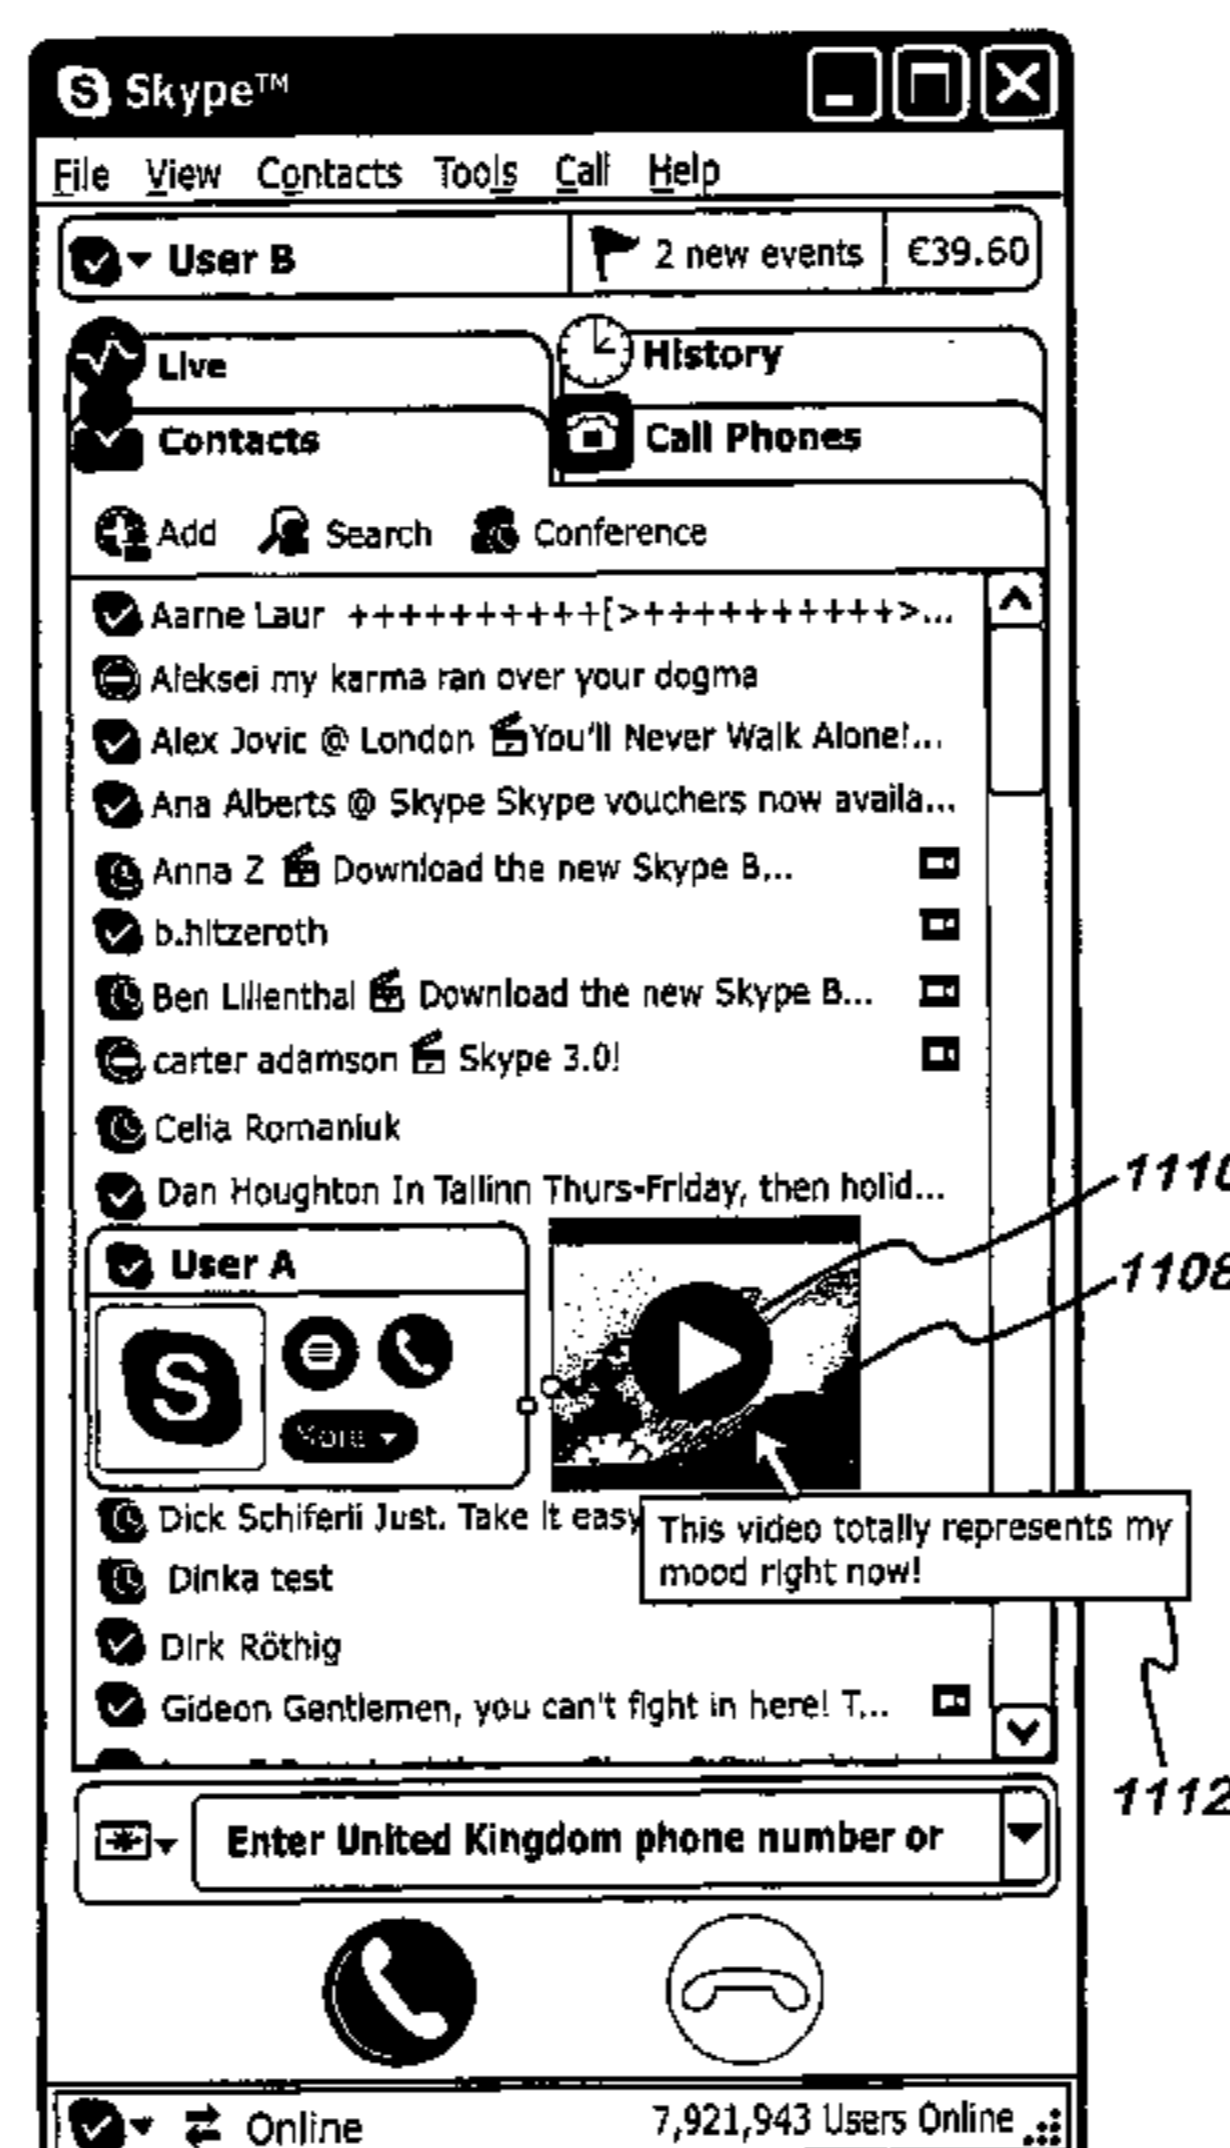 Skype™
File View Contacts Tools Call Help
User B 2 new events €39.60
Live History
Contacts Call Phones
Add Search Conference
Aarne Laur ++++++++++[>++++++++++>...
Aleksei my karma ran over your dogma
Alex Jovic @ London You'll Never Walk Alone!...
Ana Alberts @ Skype Skype vouchers now availa...
Anna Z Download the new Skype B...
b.hitzeroth
Ben Lilienthal Download the new Skype B...
carter adamson Skype 3.0!
Celia Romaniuk
Dan Houghton In Tallinn Thurs-Friday, then holid...
1110
1108
User A
S
More
Dick Schiferli Just. Take it easy
This video totally represents my
mood right now!
Dinka test
Dirk Röthig
Gideon Gentlemen, you can't fight in here! T...
1112
Enter United Kingdom phone number or
Online 7,921,943 Users Online